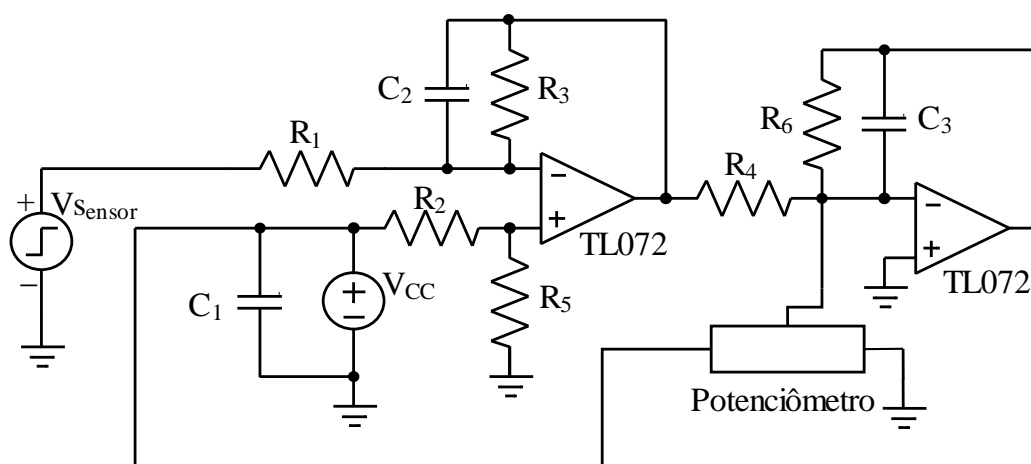 C2
R3
R6
C3
R1
R4
+
VSensor
−
−
+
TL072
R2
−
+
TL072
C1
+
−
VCC
R5
Potenciômetro